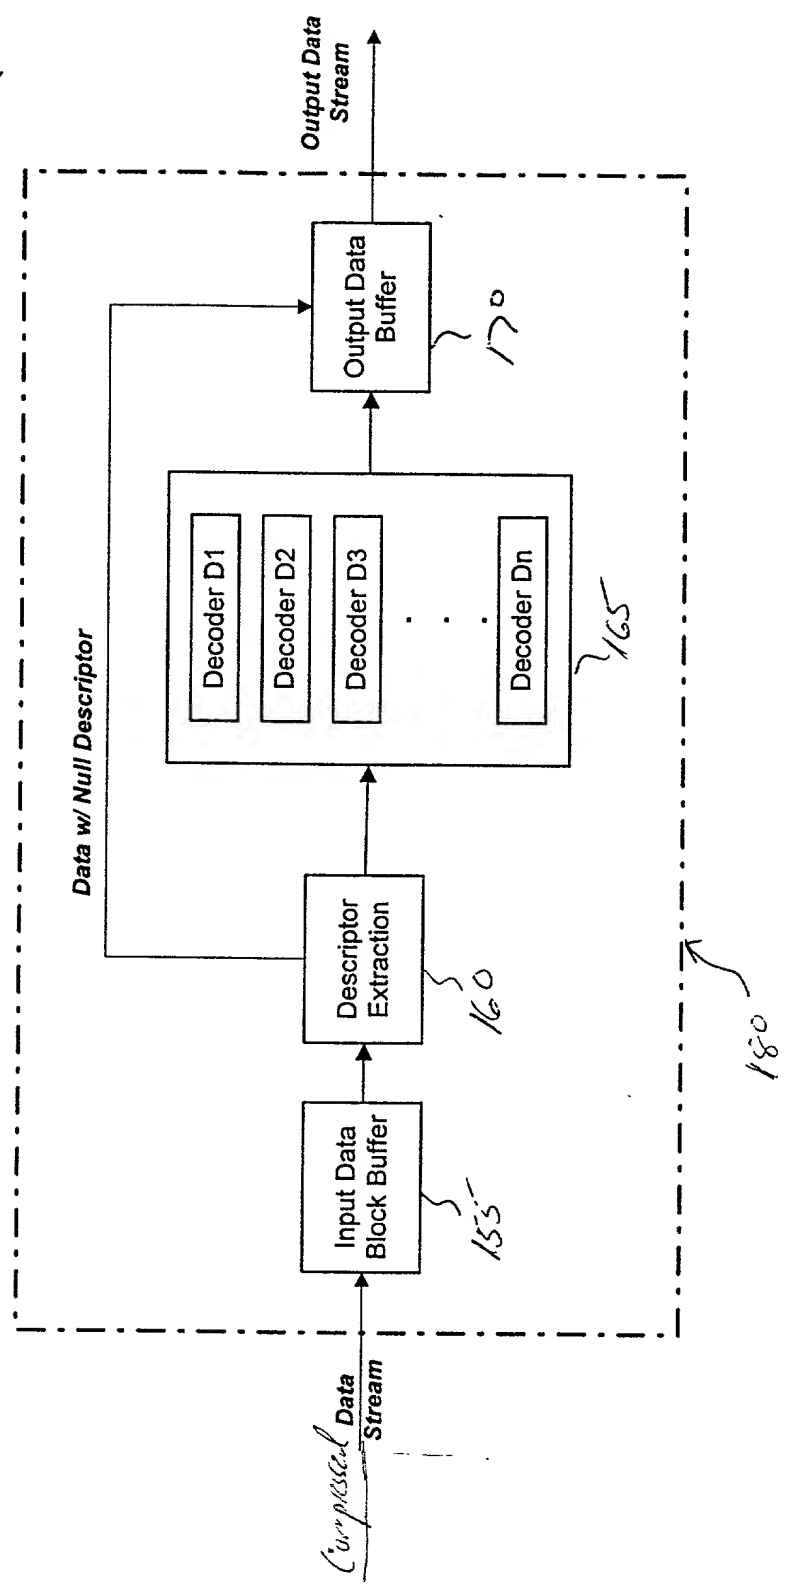 Compressed
Data
Stream
Input Data
Block Buffer
155
Descriptor
Extraction
160
Data w/ Null Descriptor
Decoder D1
Decoder D2
Decoder D3
. . . .
Decoder Dn
165
Output Data
Buffer
170
Output Data
Stream
180